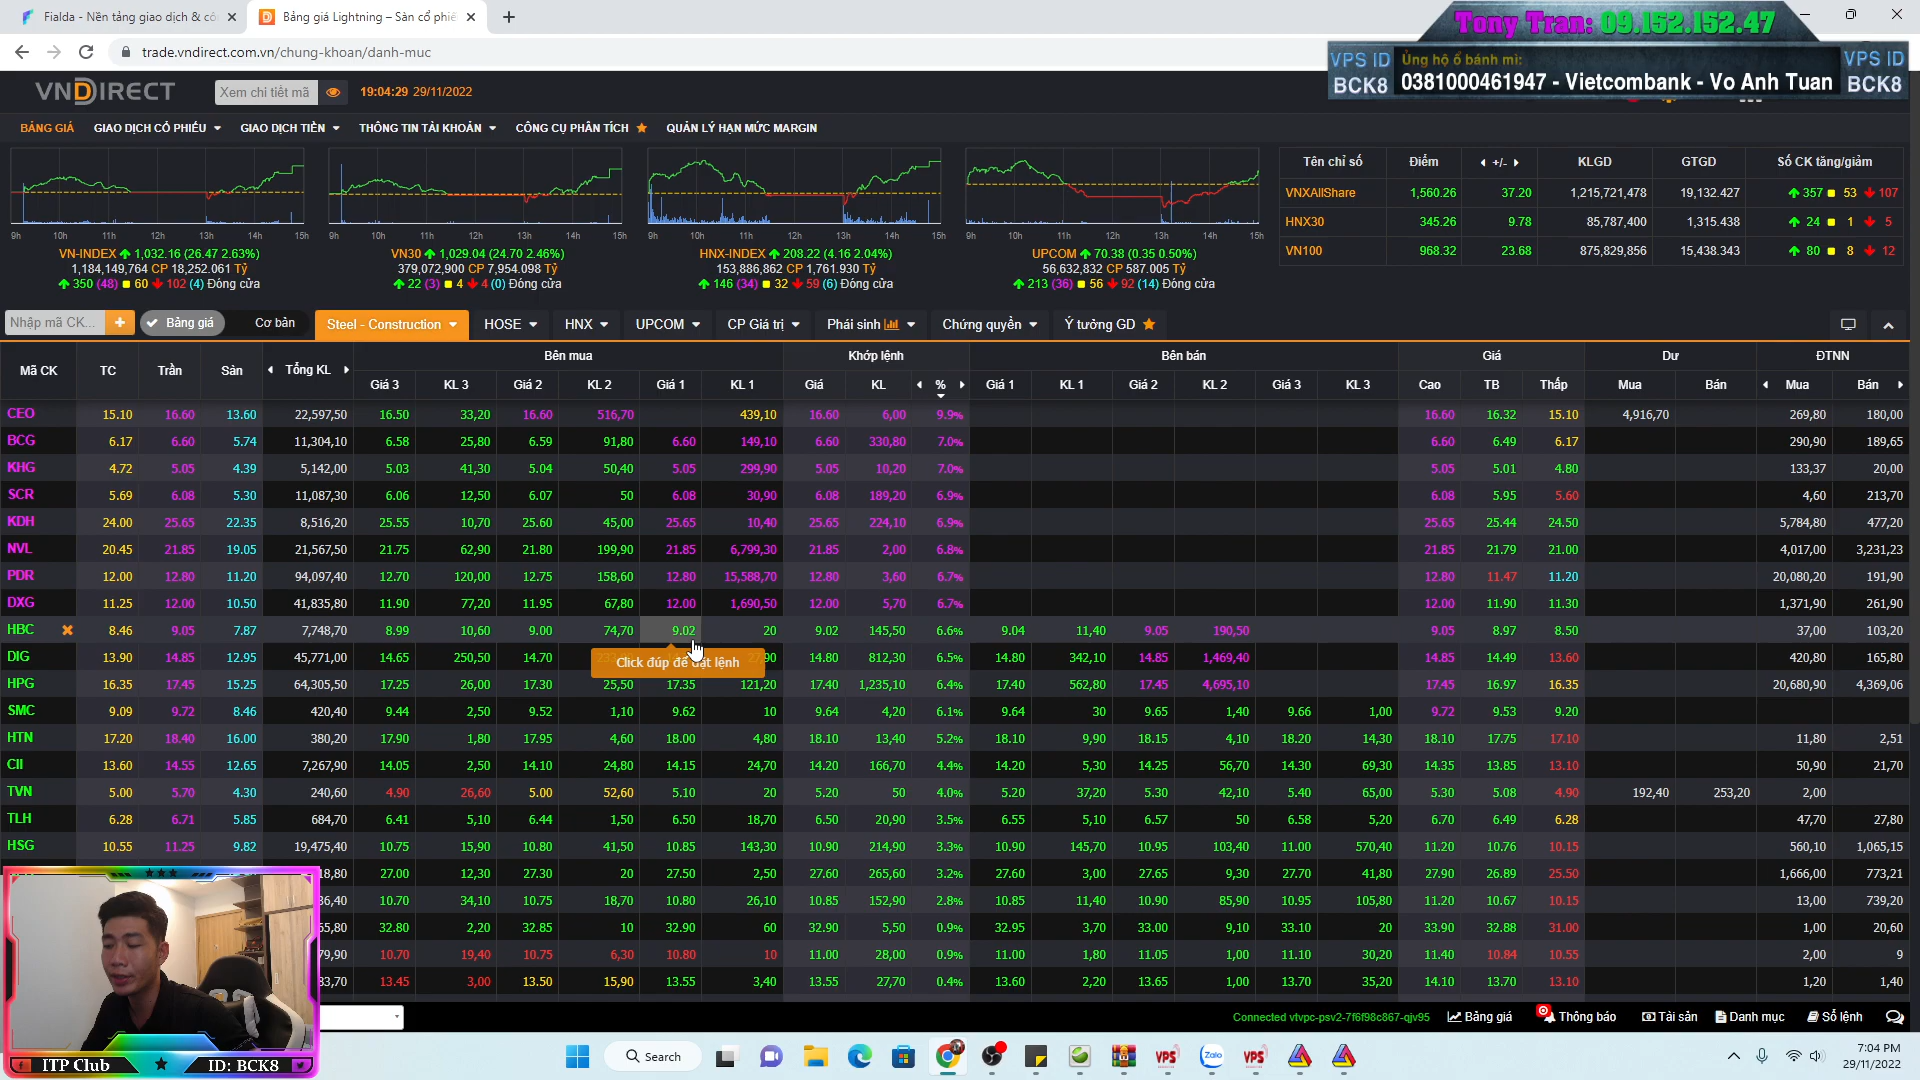 Fialda - Nền tảng giao dịch & cô
Bảng giá Lightning – Sàn cổ phiế
Tony Tran: 09.152.152.47
trade.vndirect.com.vn/chung-khoan/danh-muc
VPS ID BCK8
Ủng hộ ổ bánh mì:
0381000461947 - Vietcombank - Vo Anh Tuan
VPS ID BCK8
VNDIRECT
Xem chi tiết mã
19:04:29 29/11/2022
BẢNG GIÁ GIAO DỊCH CỔ PHIẾU GIAO DỊCH TIỀN THÔNG TIN TÀI KHOẢN CÔNG CỤ PHÂN TÍCH QUẢN LÝ HẠN MỨC MARGIN
9h 10h 11h 12h 13h 14h 15h
VN-INDEX 1,032.16 (26.47 2.63%)
1,184,149,764 CP 18,252.061 Tỷ
350 (48) 60 102 (4) Đóng cửa
9h 10h 11h 12h 13h 14h 15h
VN30 1,029.04 (24.70 2.46%)
379,072,900 CP 7,954.098 Tỷ
22 (3) 4 4 (0) Đóng cửa
9h 10h 11h 12h 13h 14h 15h
HNX-INDEX 208.22 (4.16 2.04%)
153,886,862 CP 1,761.930 Tỷ
146 (34) 32 59 (6) Đóng cửa
9h 10h 11h 12h 13h 14h 15h
UPCOM 70.38 (0.35 0.50%)
56,632,832 CP 587.005 Tỷ
213 (36) 56 92 (14) Đóng cửa
Tên chỉ số Điểm +/- KLGD GTGD Số CK tăng/giảm
VNXAllShare 1,560.26 37.20 1,215,721,478 19,132.427 357 53 107
HNX30 345.26 9.78 85,787,400 1,315.438 24 1 5
VN100 968.32 23.68 875,829,856 15,438.343 80 8 12
Nhập mã CK... + Bảng giá Cơ bản Steel - Construction HOSE HNX UPCOM CP Giá trị Phái sinh Chứng quyền Ý tưởng GD
Mã CK TC Trần Sàn Tổng KL Bên mua Khớp lệnh Bên bán Giá Dư ĐTNN
Giá 3 KL 3 Giá 2 KL 2 Giá 1 KL 1 Giá KL % Giá 1 KL 1 Giá 2 KL 2 Giá 3 KL 3 Cao TB Thấp Mua Bán Mua Bán
CEO 15.10 16.60 13.60 22,597,50 16.50 33,20 16.60 516,70 439,10 16.60 6,00 9.9% 16.60 16.32 15.10 4,916,70 269,80 180,00
BCG 6.17 6.60 5.74 11,304,10 6.58 25,80 6.59 91,80 6.60 149,10 6.60 330,80 7.0% 6.60 6.49 6.17 290,90 189,65
KHG 4.72 5.05 4.39 5,142,00 5.03 41,30 5.04 50,40 5.05 299,90 5.05 10,20 7.0% 5.05 5.01 4.80 133,37 20,00
SCR 5.69 6.08 5.30 11,087,30 6.06 12,50 6.07 50 6.08 30,90 6.08 189,20 6.9% 6.08 5.95 5.60 4,60 213,70
KDH 24.00 25.65 22.35 8,516,20 25.55 10,70 25.60 45,00 25.65 10,40 25.65 224,10 6.9% 25.65 25.44 24.50 5,784,80 477,20
NVL 20.45 21.85 19.05 21,567,50 21.75 62,90 21.80 199,90 21.85 6,799,30 21.85 2,00 6.8% 21.85 21.79 21.00 4,017,00 3,231,23
PDR 12.00 12.80 11.20 94,097,40 12.70 120,00 12.75 158,60 12.80 15,588,70 12.80 3,60 6.7% 12.80 11.47 11.20 20,080,20 191,90
DXG 11.25 12.00 10.50 41,835,80 11.90 77,20 11.95 67,80 12.00 1,690,50 12.00 5,70 6.7% 12.00 11.90 11.30 1,371,90 261,90
HBC 8.46 9.05 7.87 7,748,70 8.99 10,60 9.00 74,70 9.02 20 9.02 145,50 6.6% 9.04 11,40 9.05 190,50 9.05 8.97 8.50 37,00 103,20
DIG 13.90 14.85 12.95 45,771,00 14.65 250,50 14.70 14.80 812,30 6.5% 14.80 342,10 14.85 1,469,40 14.85 14.49 13.60 420,80 165,80
Click đúp để đặt lệnh
HPG 16.35 17.45 15.25 64,305,50 17.25 26,00 17.30 25,50 17.35 121,20 17.40 1,235,10 6.4% 17.40 562,80 17.45 4,695,10 17.45 16.97 16.35 20,680,90 4,369,06
SMC 9.09 9.72 8.46 420,40 9.44 2,50 9.52 1,10 9.62 10 9.64 4,20 6.1% 9.64 30 9.65 1,40 9.66 1,00 9.72 9.53 9.20
HTN 17.20 18.40 16.00 380,20 17.90 1,80 17.95 4,60 18.00 4,80 18.10 13,40 5.2% 18.10 9,90 18.15 4,10 18.20 14,30 18.10 17.75 17.10 11,80 2,51
CII 13.60 14.55 12.65 7,267,90 14.05 2,50 14.10 24,80 14.15 24,70 14.20 166,70 4.4% 14.20 5,30 14.25 56,70 14.30 69,30 14.35 13.85 13.10 50,90 21,70
TVN 5.00 5.70 4.30 240,60 4.90 26,60 5.00 52,60 5.10 20 5.20 50 4.0% 5.20 37,20 5.30 42,10 5.40 65,00 5.30 5.08 4.90 192,40 253,20 2,00
TLH 6.28 6.71 5.85 684,70 6.41 5,10 6.44 1,50 6.50 18,70 6.50 20,90 3.5% 6.55 5,10 6.57 50 6.58 5,20 6.70 6.49 6.28 47,70 27,80
HSG 10.55 11.25 9.82 19,475,40 10.75 15,90 10.80 41,50 10.85 143,30 10.90 214,90 3.3% 10.90 145,70 10.95 103,40 11.00 570,40 11.20 10.76 10.15 560,10 1,065,15
18,80 27.00 12,30 27.30 20 27.50 2,50 27.60 265,60 3.2% 27.60 3,00 27.65 9,30 27.70 41,80 27.90 26.89 25.50 1,666,00 773,21
36,40 10.70 34,10 10.75 18,70 10.80 26,10 10.85 152,90 2.8% 10.85 11,40 10.90 85,90 10.95 105,80 11.20 10.67 10.15 13,00 739,20
55,80 32.80 2,20 32.85 10 32.90 60 32.90 5,50 0.9% 32.95 3,70 33.00 9,10 33.10 20 33.90 32.88 31.00 1,00 20,60
79,90 10.70 19,40 10.75 6,30 10.80 10 11.00 28,00 0.9% 11.00 1,80 11.05 1,00 11.10 30,20 11.40 10.84 10.55 2,00 9
33,70 13.45 3,00 13.50 15,90 13.55 3,40 13.55 27,70 0.4% 13.60 2,20 13.65 1,00 13.70 35,20 14.10 13.70 13.10 1,20 1,40
Connected vtvpc-psv2-7f6f98c867-qjv95 Bảng giá Thông báo Tài sản Danh mục Sổ lệnh
ITP Club ID: BCK8
Search
VPS
Zalo
VPS
7:04 PM
29/11/2022